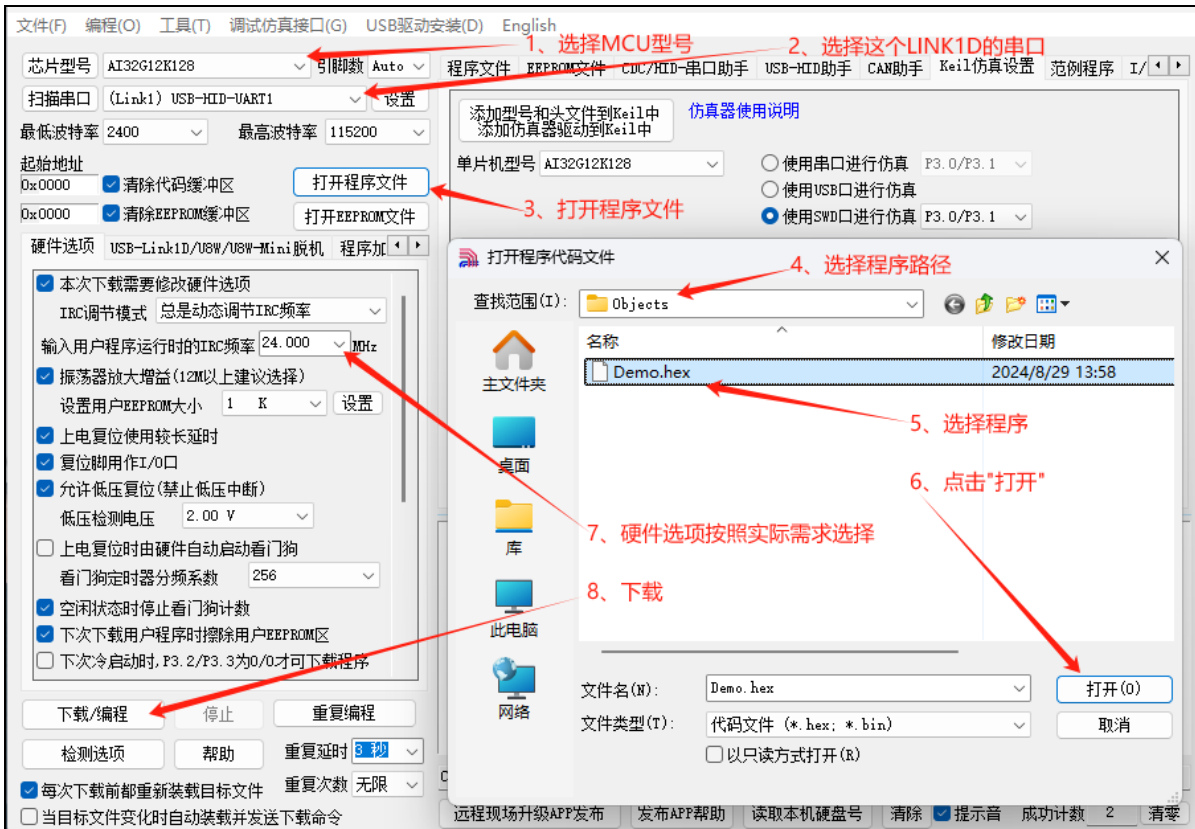 文件(F) 编程(O) 工具(T) 调试仿真接口(G) USB驱动安装(D) English
1、选择MCU型号
2、选择这个LINK1D的串口
芯片型号 AI32G12K128 引脚数 Auto
扫描串口 (Link1) USB-HID-UART1 设置
最低波特率 2400 最高波特率 115200
起始地址
0x0000 清除代码缓冲区 打开程序文件
0x0000 清除EEPROM缓冲区 打开EEPROM文件
3、打开程序文件
硬件选项 USB-Link1D/U8W/U8W-Mini脱机 程序加
本次下载需要修改硬件选项
IRC调节模式 总是动态调节IRC频率
输入用户程序运行时的IRC频率 24.000 MHz
振荡器放大增益(12M以上建议选择)
设置用户EEPROM大小 1 K 设置
上电复位使用较长延时
复位脚用作I/O口
允许低压复位(禁止低压中断)
低压检测电压 2.00 V
上电复位时由硬件自动启动看门狗
看门狗定时器分频系数 256
空闲状态时停止看门狗计数
下次下载用户程序时擦除用户EEPROM区
下次冷启动时,P3.2/P3.3为0/0才可下载程序
下载/编程 停止 重复编程
检测选项 帮助 重复延时 3 秒
每次下载前都重新装载目标文件 重复次数 无限
当目标文件变化时自动装载并发送下载命令
程序文件 EEPROM文件 CDC/HID-串口助手 USB-HID助手 CAN助手 Keil仿真设置 范例程序 I/
添加型号和头文件到Keil中
添加仿真器驱动到Keil中
仿真器使用说明
单片机型号 AI32G12K128
使用串口进行仿真 P3.0/P3.1
使用USB口进行仿真
使用SWD口进行仿真 P3.0/P3.1
打开程序代码文件
4、选择程序路径
查找范围(I): Objects
名称 修改日期
Demo.hex 2024/8/29 13:58
主文件夹
桌面
库
此电脑
网络
5、选择程序
6、点击"打开"
7、硬件选项按照实际需求选择
8、下载
文件名(N): Demo.hex 打开(O)
文件类型(T): 代码文件 (*.hex; *.bin) 取消
以只读方式打开(R)
远程现场升级APP发布 发布APP帮助 读取本机硬盘号 清除 提示音 成功计数 2 清零